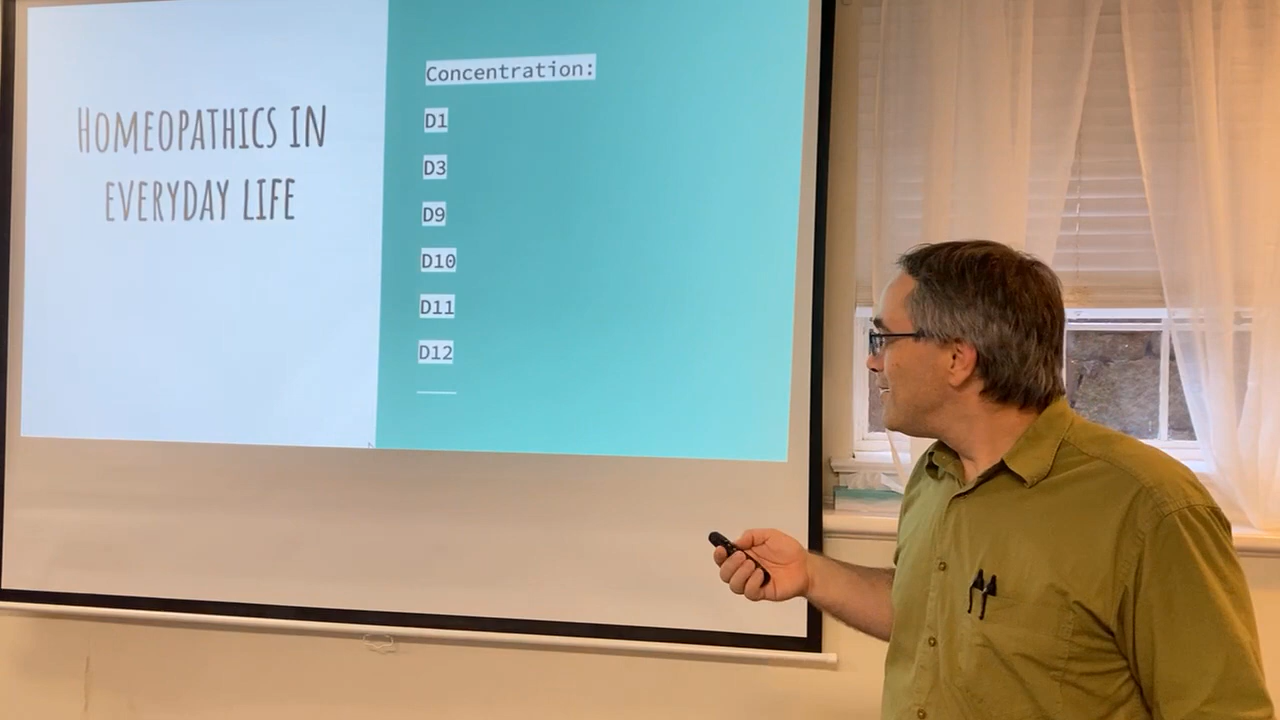 Homeopathics in
everyday life
Concentration:
D1
D3
D9
D10
D11
D12